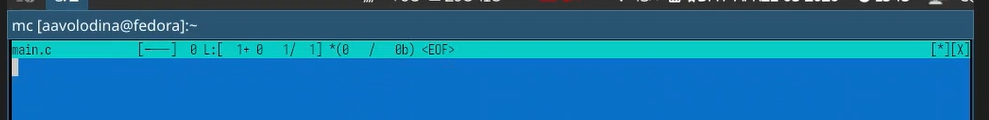 mc [aavolodina@fedora]:~
main.c [----] 0 L:[ 1+ 0 1/ 1] *(0 / 0b) <EOF> [*][X]